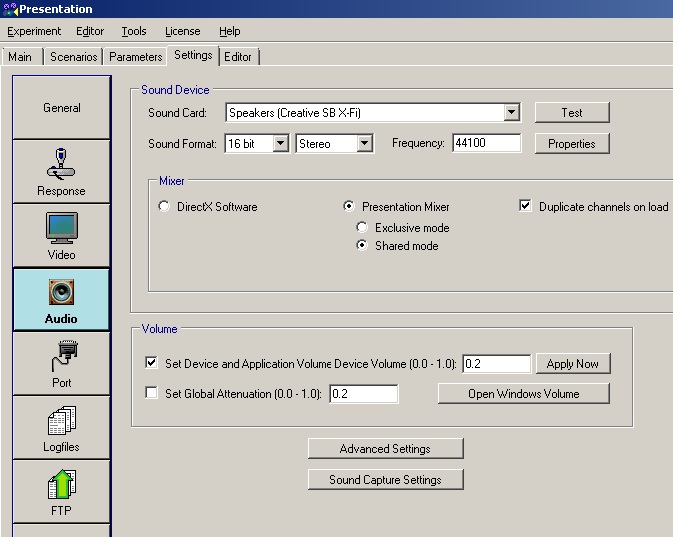 Presentation
Experiment Editor Tools License Help
Main Scenarios Parameters Settings Editor
General
Response
Video
Audio
Port
Logfiles
FTP
Sound Device
Sound Card: Speakers (Creative SB X-Fi) Test
Sound Format: 16 bit Stereo Frequency: 44100 Properties
Mixer
DirectX Software Presentation Mixer Duplicate channels on load
Exclusive mode
Shared mode
Volume
Set Device and Application Volume Device Volume (0.0 - 1.0): 0.2 Apply Now
Set Global Attenuation (0.0 - 1.0): 0.2 Open Windows Volume
Advanced Settings
Sound Capture Settings